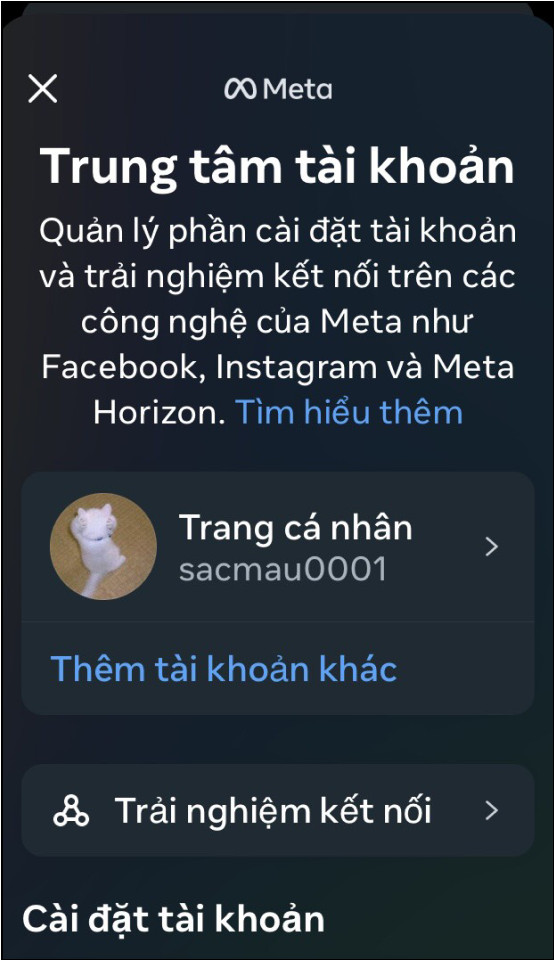 Meta
Trung tâm tài khoản
Quản lý phần cài đặt tài khoản
và trải nghiệm kết nối trên các
công nghệ của Meta như
Facebook, Instagram và Meta
Horizon. Tìm hiểu thêm
Trang cá nhân
sacmau0001
Thêm tài khoản khác
Trải nghiệm kết nối
Cài đặt tài khoản